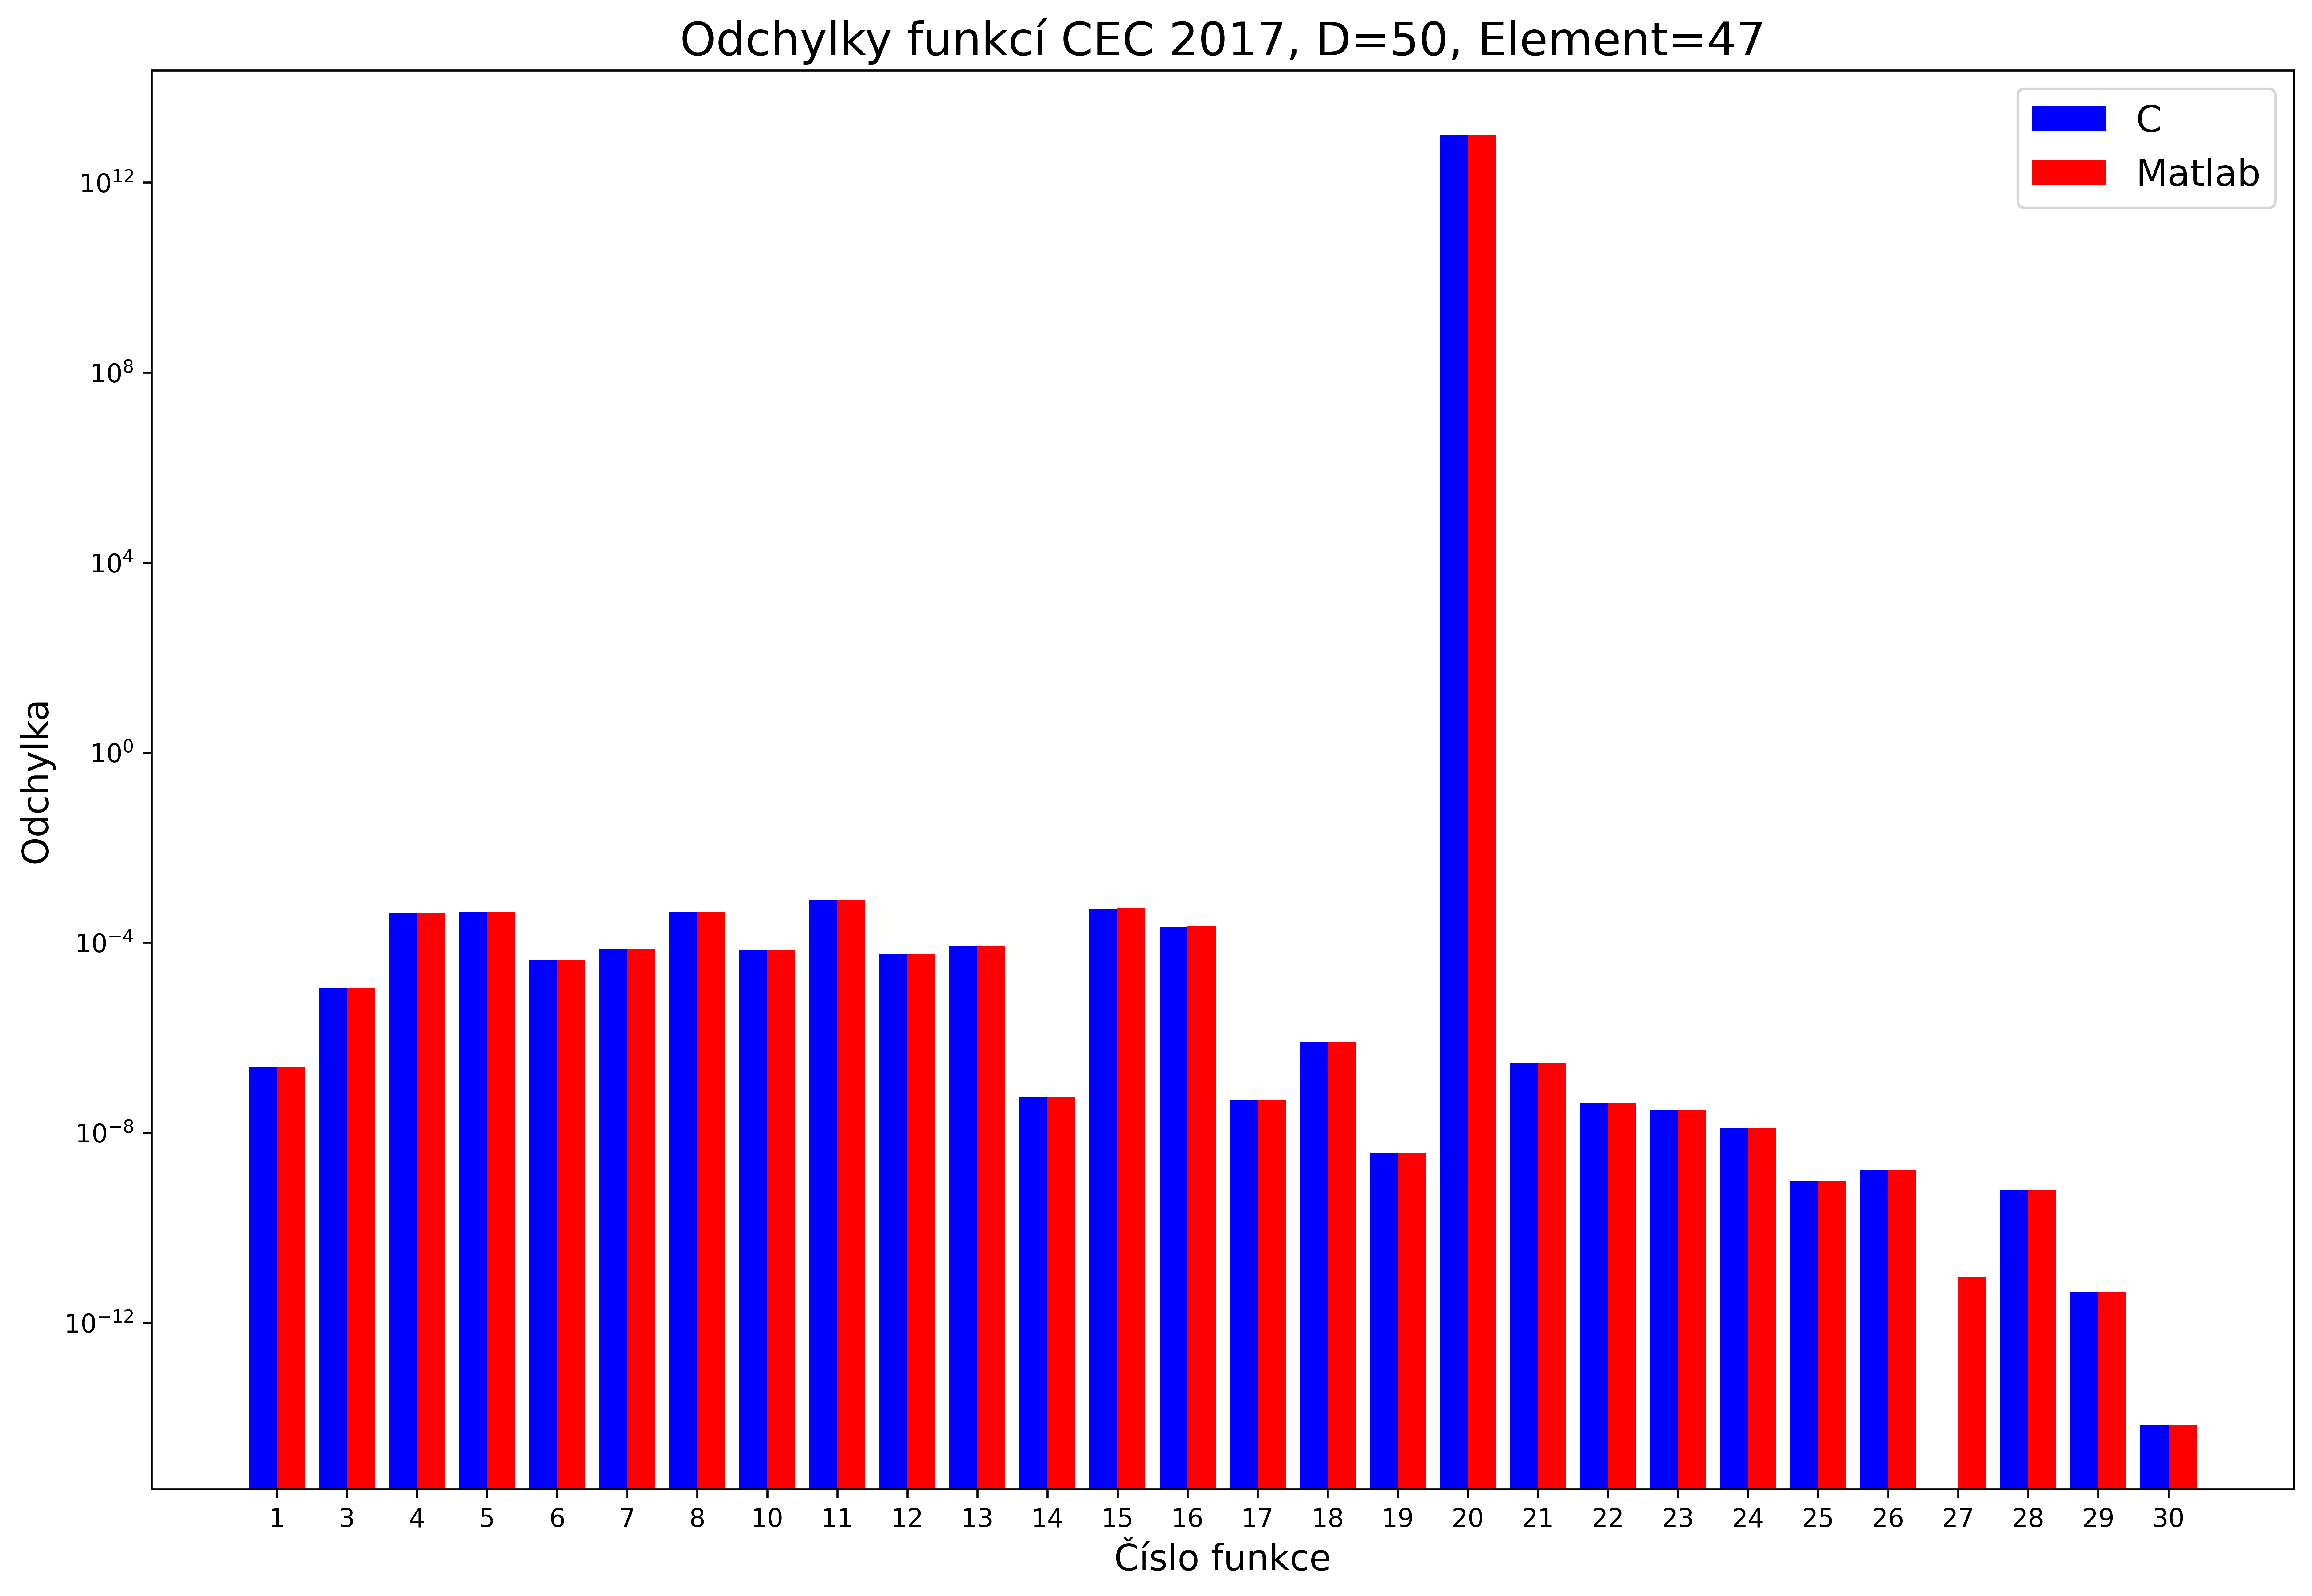 Odchylky funkcí CEC 2017, D=50, Element=47
C
Matlab
10¹²
10⁸
10⁴
10⁰
10⁻⁴
10⁻⁸
10⁻¹²
Odchylka
1 3 4 5 6 7 8 10 11 12 13 14 15 16 17 18 19 20 21 22 23 24 25 26 27 28 29 30
Číslo funkce